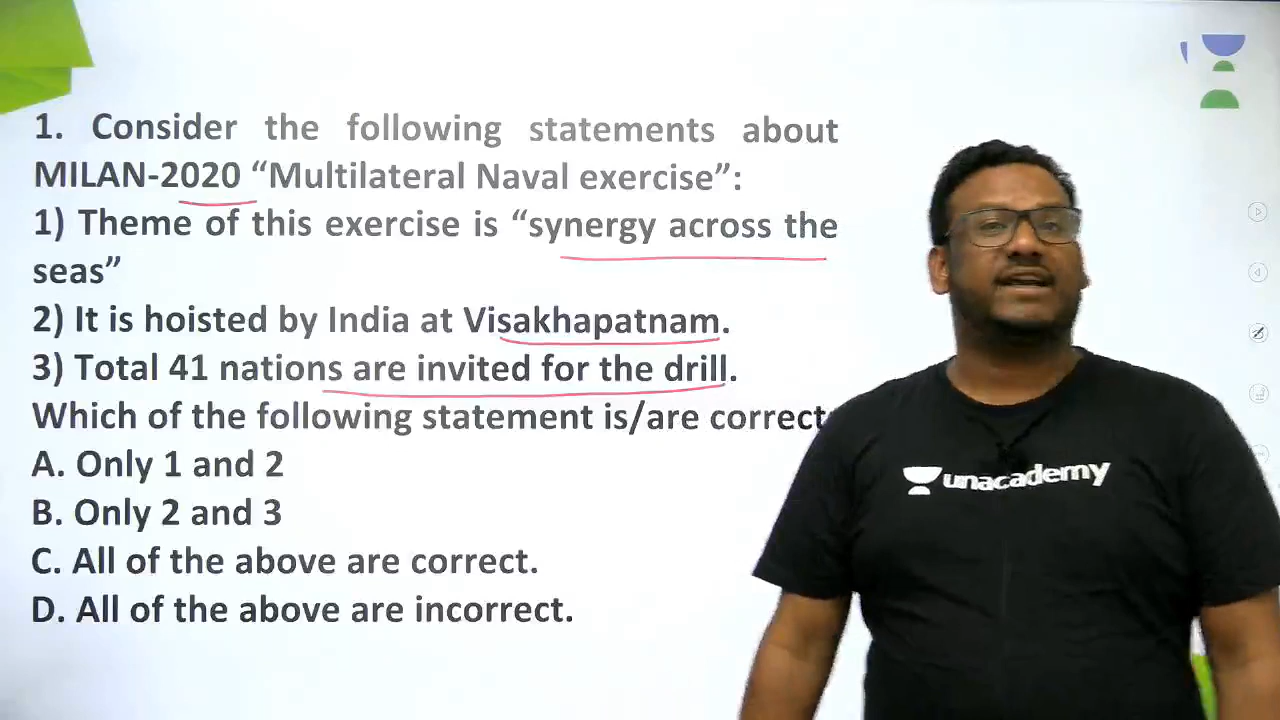 1. Consider the following statements about
MILAN-2020 “Multilateral Naval exercise”:
1) Theme of this exercise is “synergy across the
seas”
2) It is hoisted by India at Visakhapatnam.
3) Total 41 nations are invited for the drill.
Which of the following statement is/are correct
A. Only 1 and 2
B. Only 2 and 3
C. All of the above are correct.
D. All of the above are incorrect.
unacademy